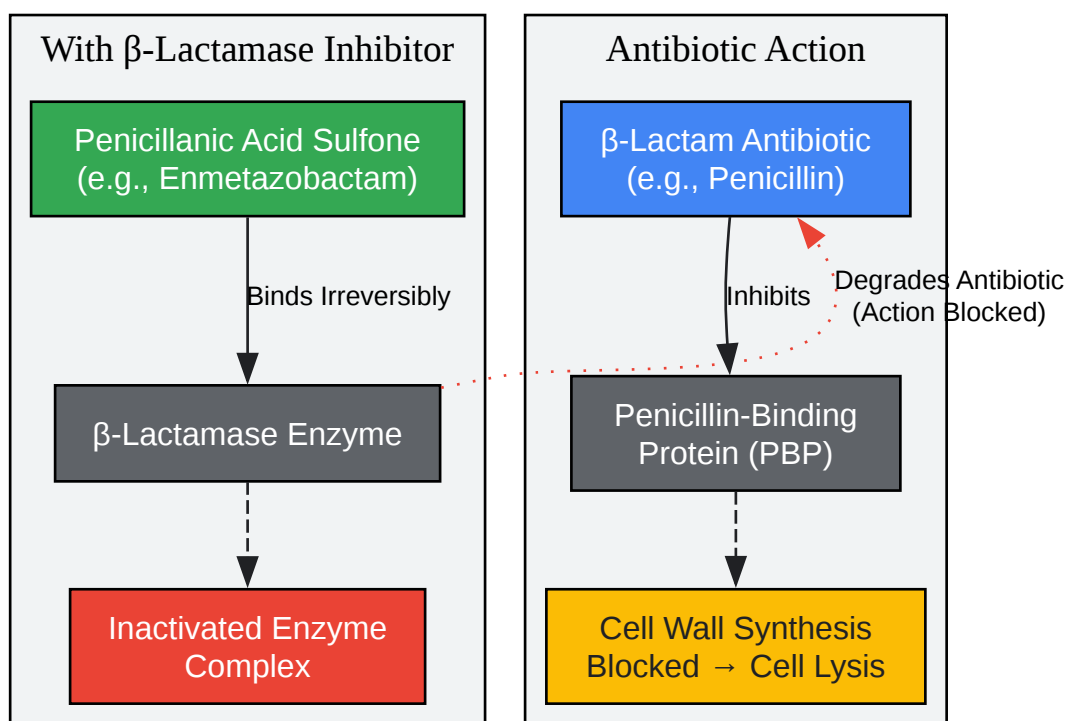 With β-Lactamase Inhibitor
Penicillanic Acid Sulfone
(e.g., Enmetazobactam)
Binds Irreversibly
β-Lactamase Enzyme
Inactivated Enzyme
Complex
Antibiotic Action
β-Lactam Antibiotic
(e.g., Penicillin)
Inhibits
Degrades Antibiotic
(Action Blocked)
Penicillin-Binding
Protein (PBP)
Cell Wall Synthesis
Blocked → Cell Lysis